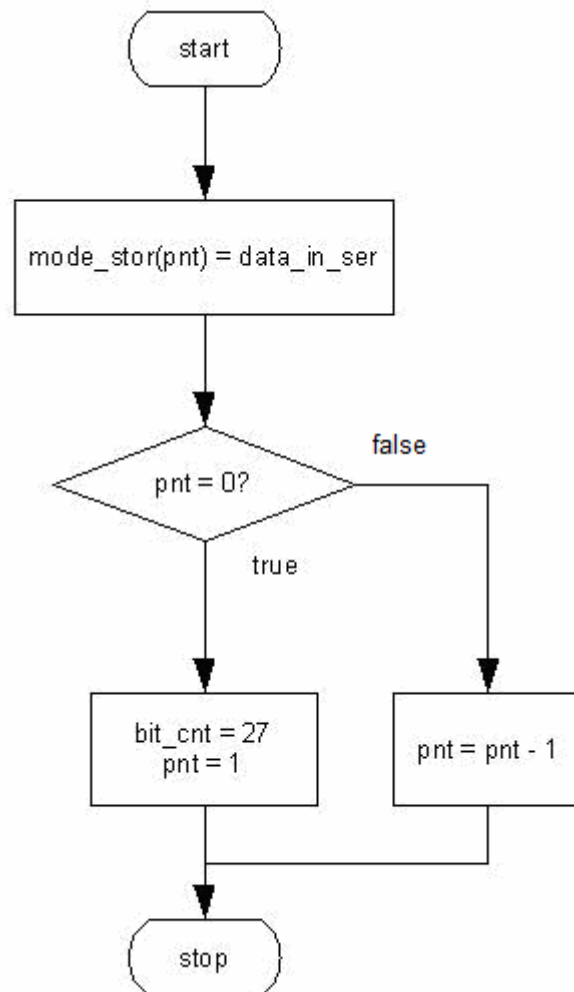 start
mode_stor(pnt) = data_in_ser
pnt = 0?
false
true
bit_cnt = 27
pnt = 1
pnt = pnt - 1
stop